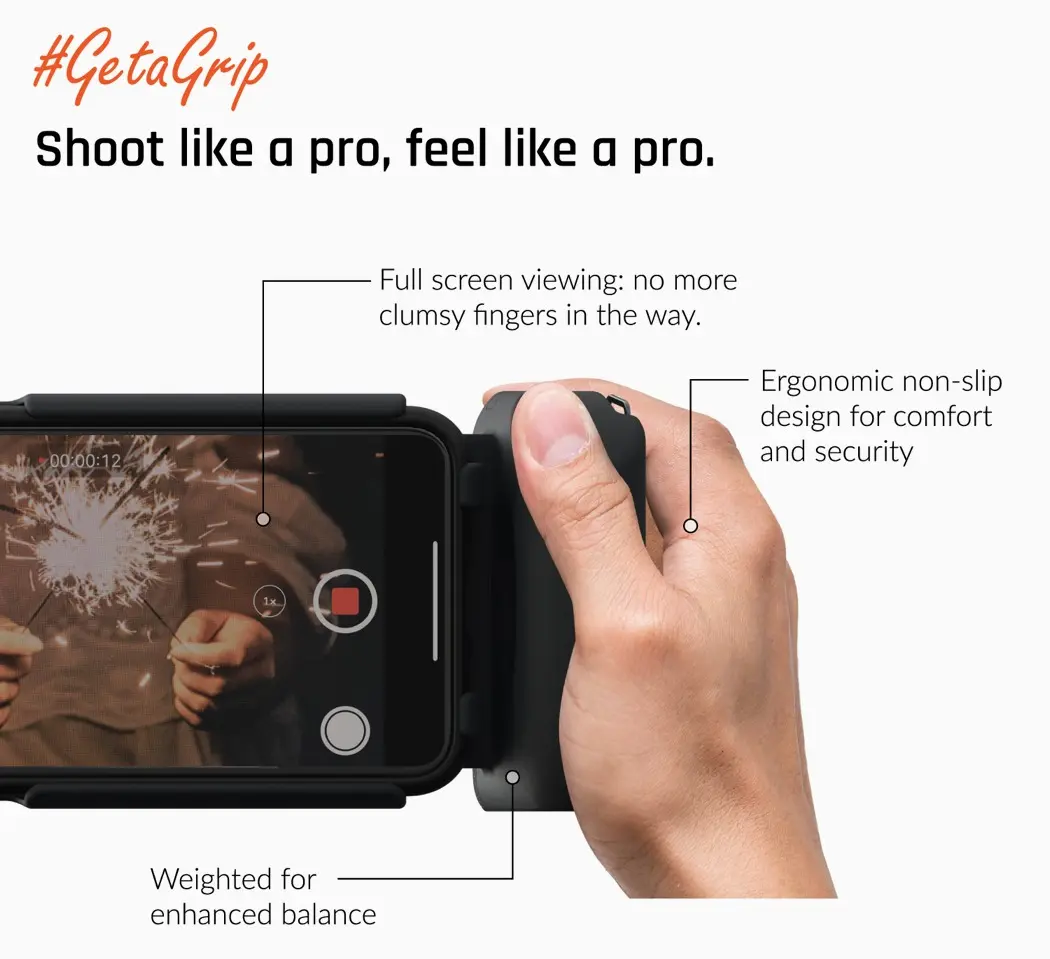 #GetaGrip
Shoot like a pro, feel like a pro.
Full screen viewing: no more
clumsy fingers in the way.
Ergonomic non-slip
design for comfort
and security
00:00:12
1x
Weighted for
enhanced balance